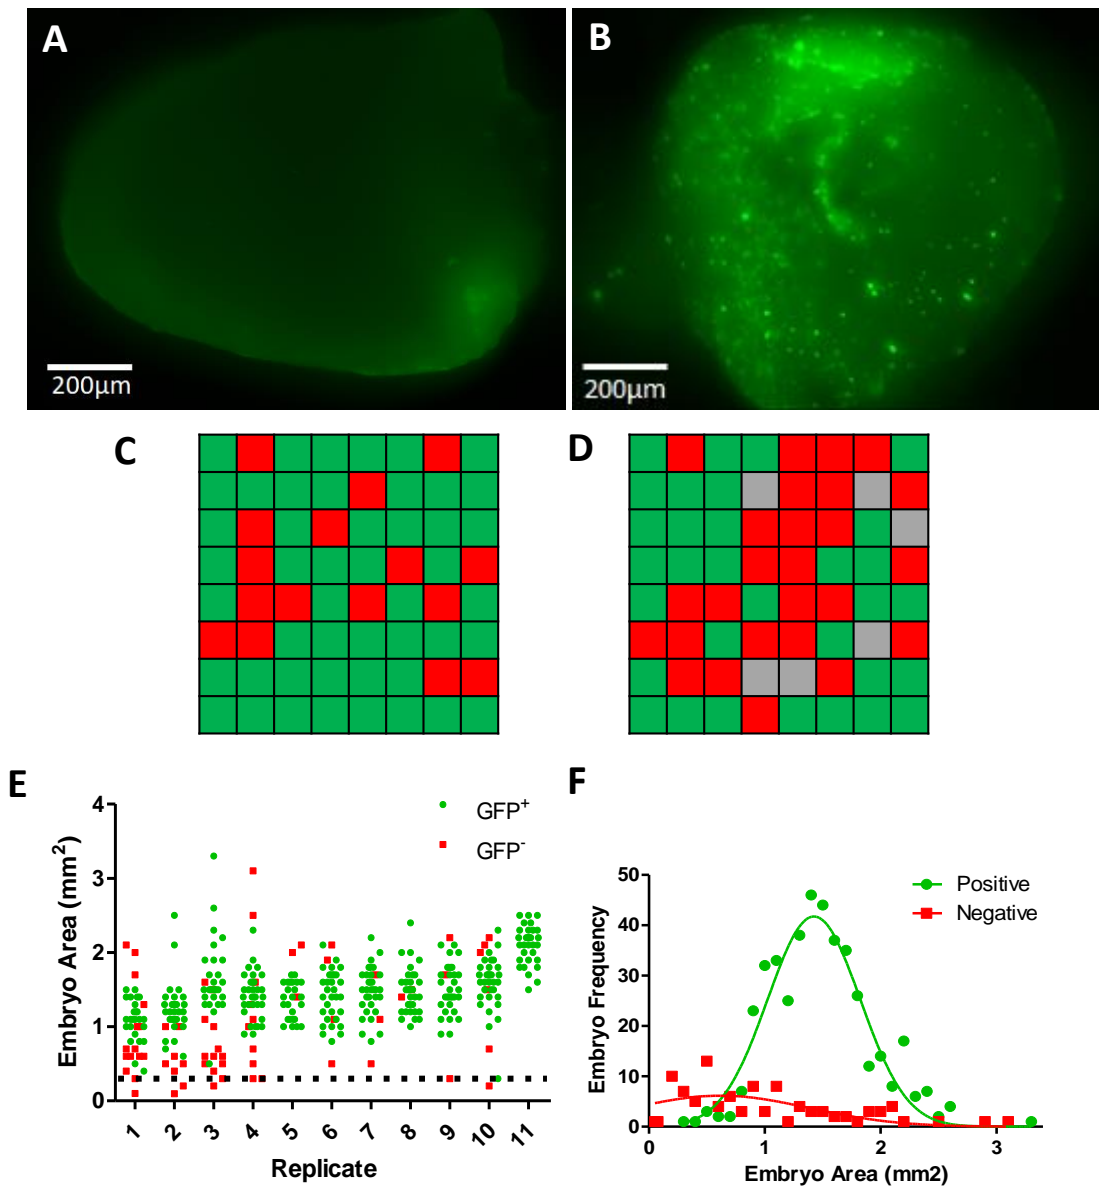 A
B
200μm
200μm
C
D
E
F
4
3
2
1
0
Embryo Area (mm²)
GFP⁺
GFP⁻
1 2 3 4 5 6 7 8 9 10 11
Replicate
50
40
30
20
10
0
Embryo Frequency
Positive
Negative
0 1 2 3
Embryo Area (mm2)